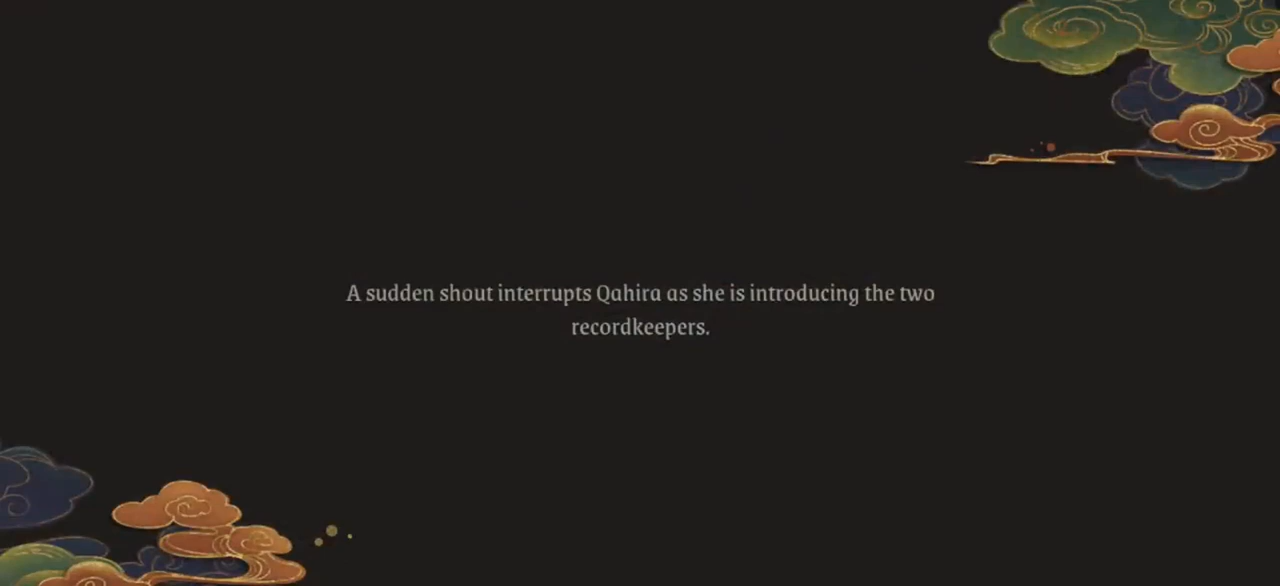 A sudden shout interrupts Qahira as she is introducing the two
recordkeepers.